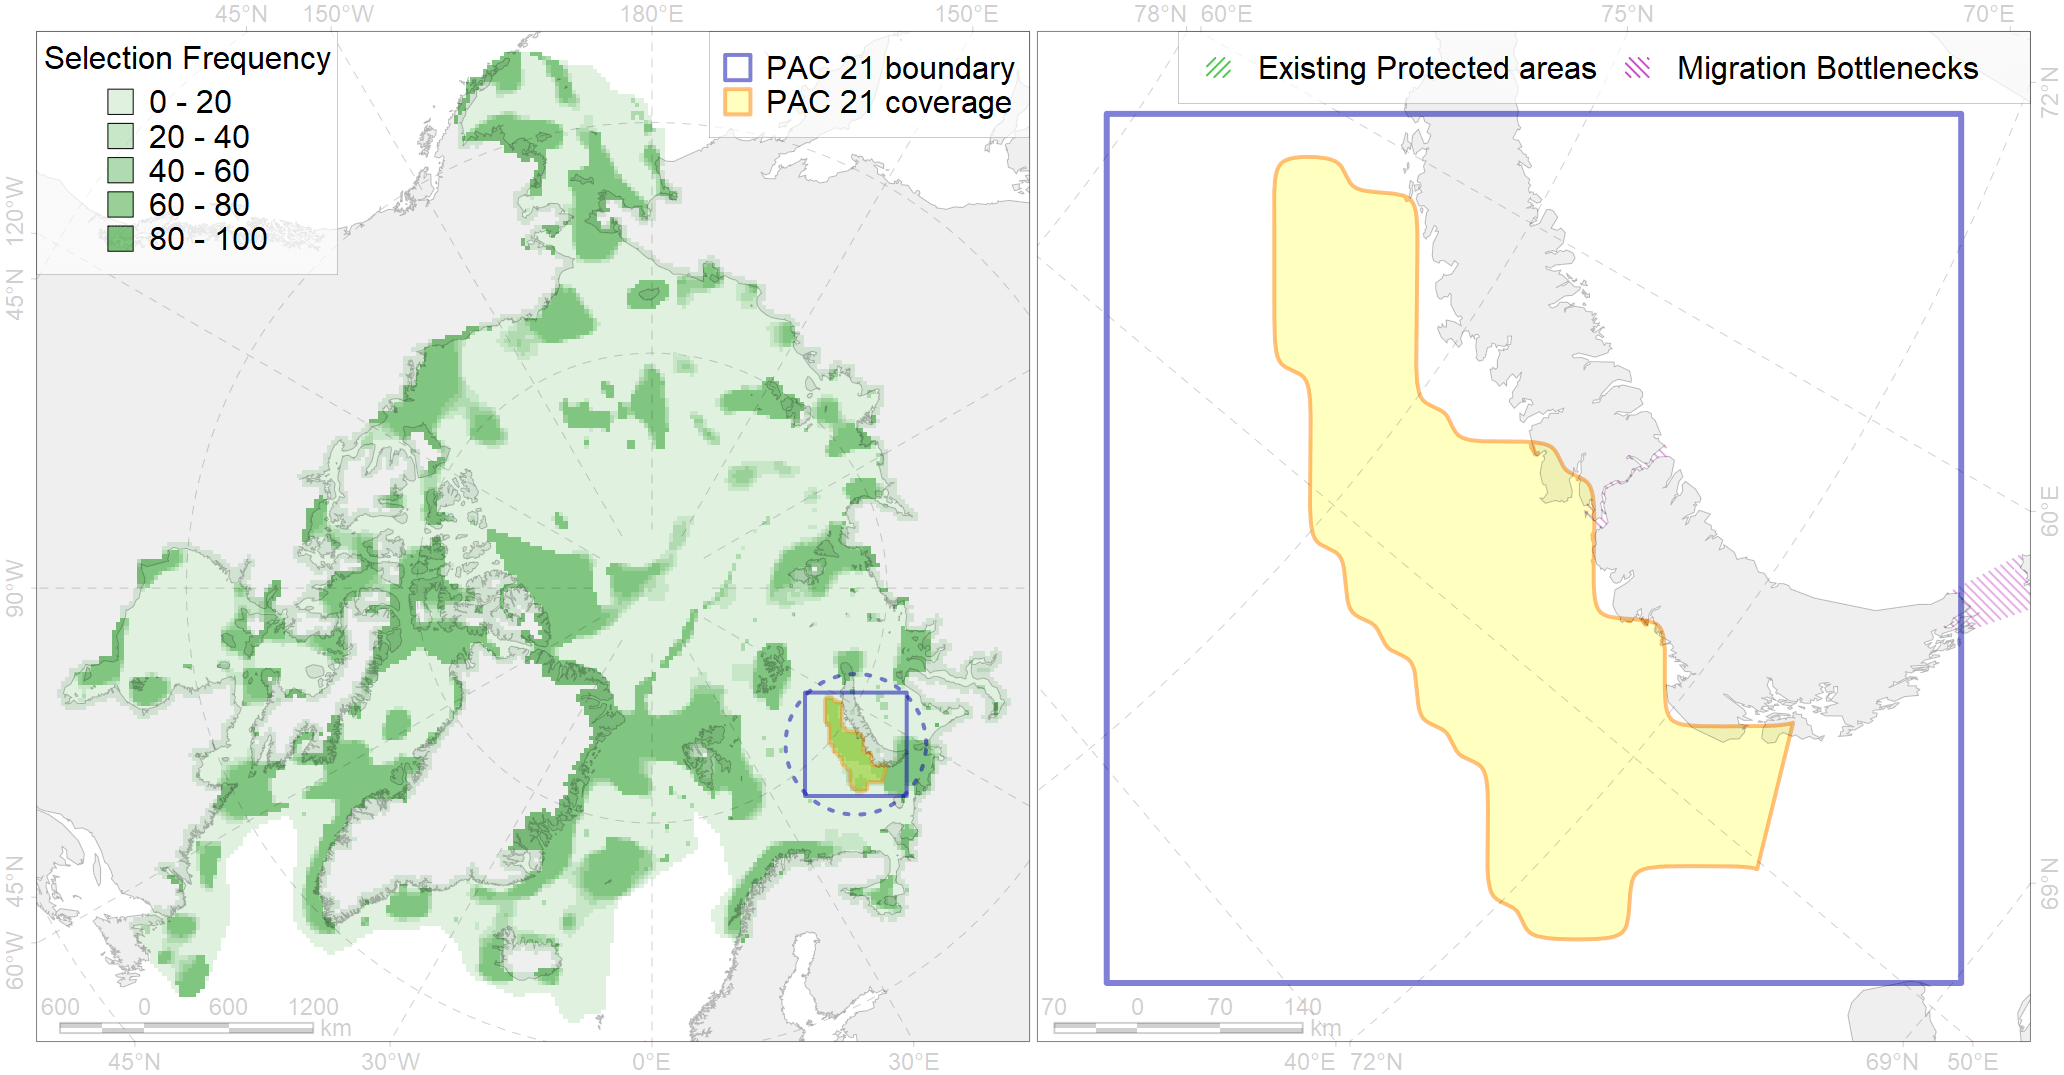 45°N 150°W 180°E 150°E 78°N 60°E 75°N 70°E
Selection Frequency
0 - 20
20 - 40
40 - 60
60 - 80
80 - 100
PAC 21 boundary
PAC 21 coverage
Existing Protected areas Migration Bottlenecks
120°W
45°N
90°W
45°N
60°W
72°N
60°E
69°N
600 0 600 1200
km
70 0 70 140
km
45°N 30°W 0°E 30°E 40°E 72°N 69°N 50°E